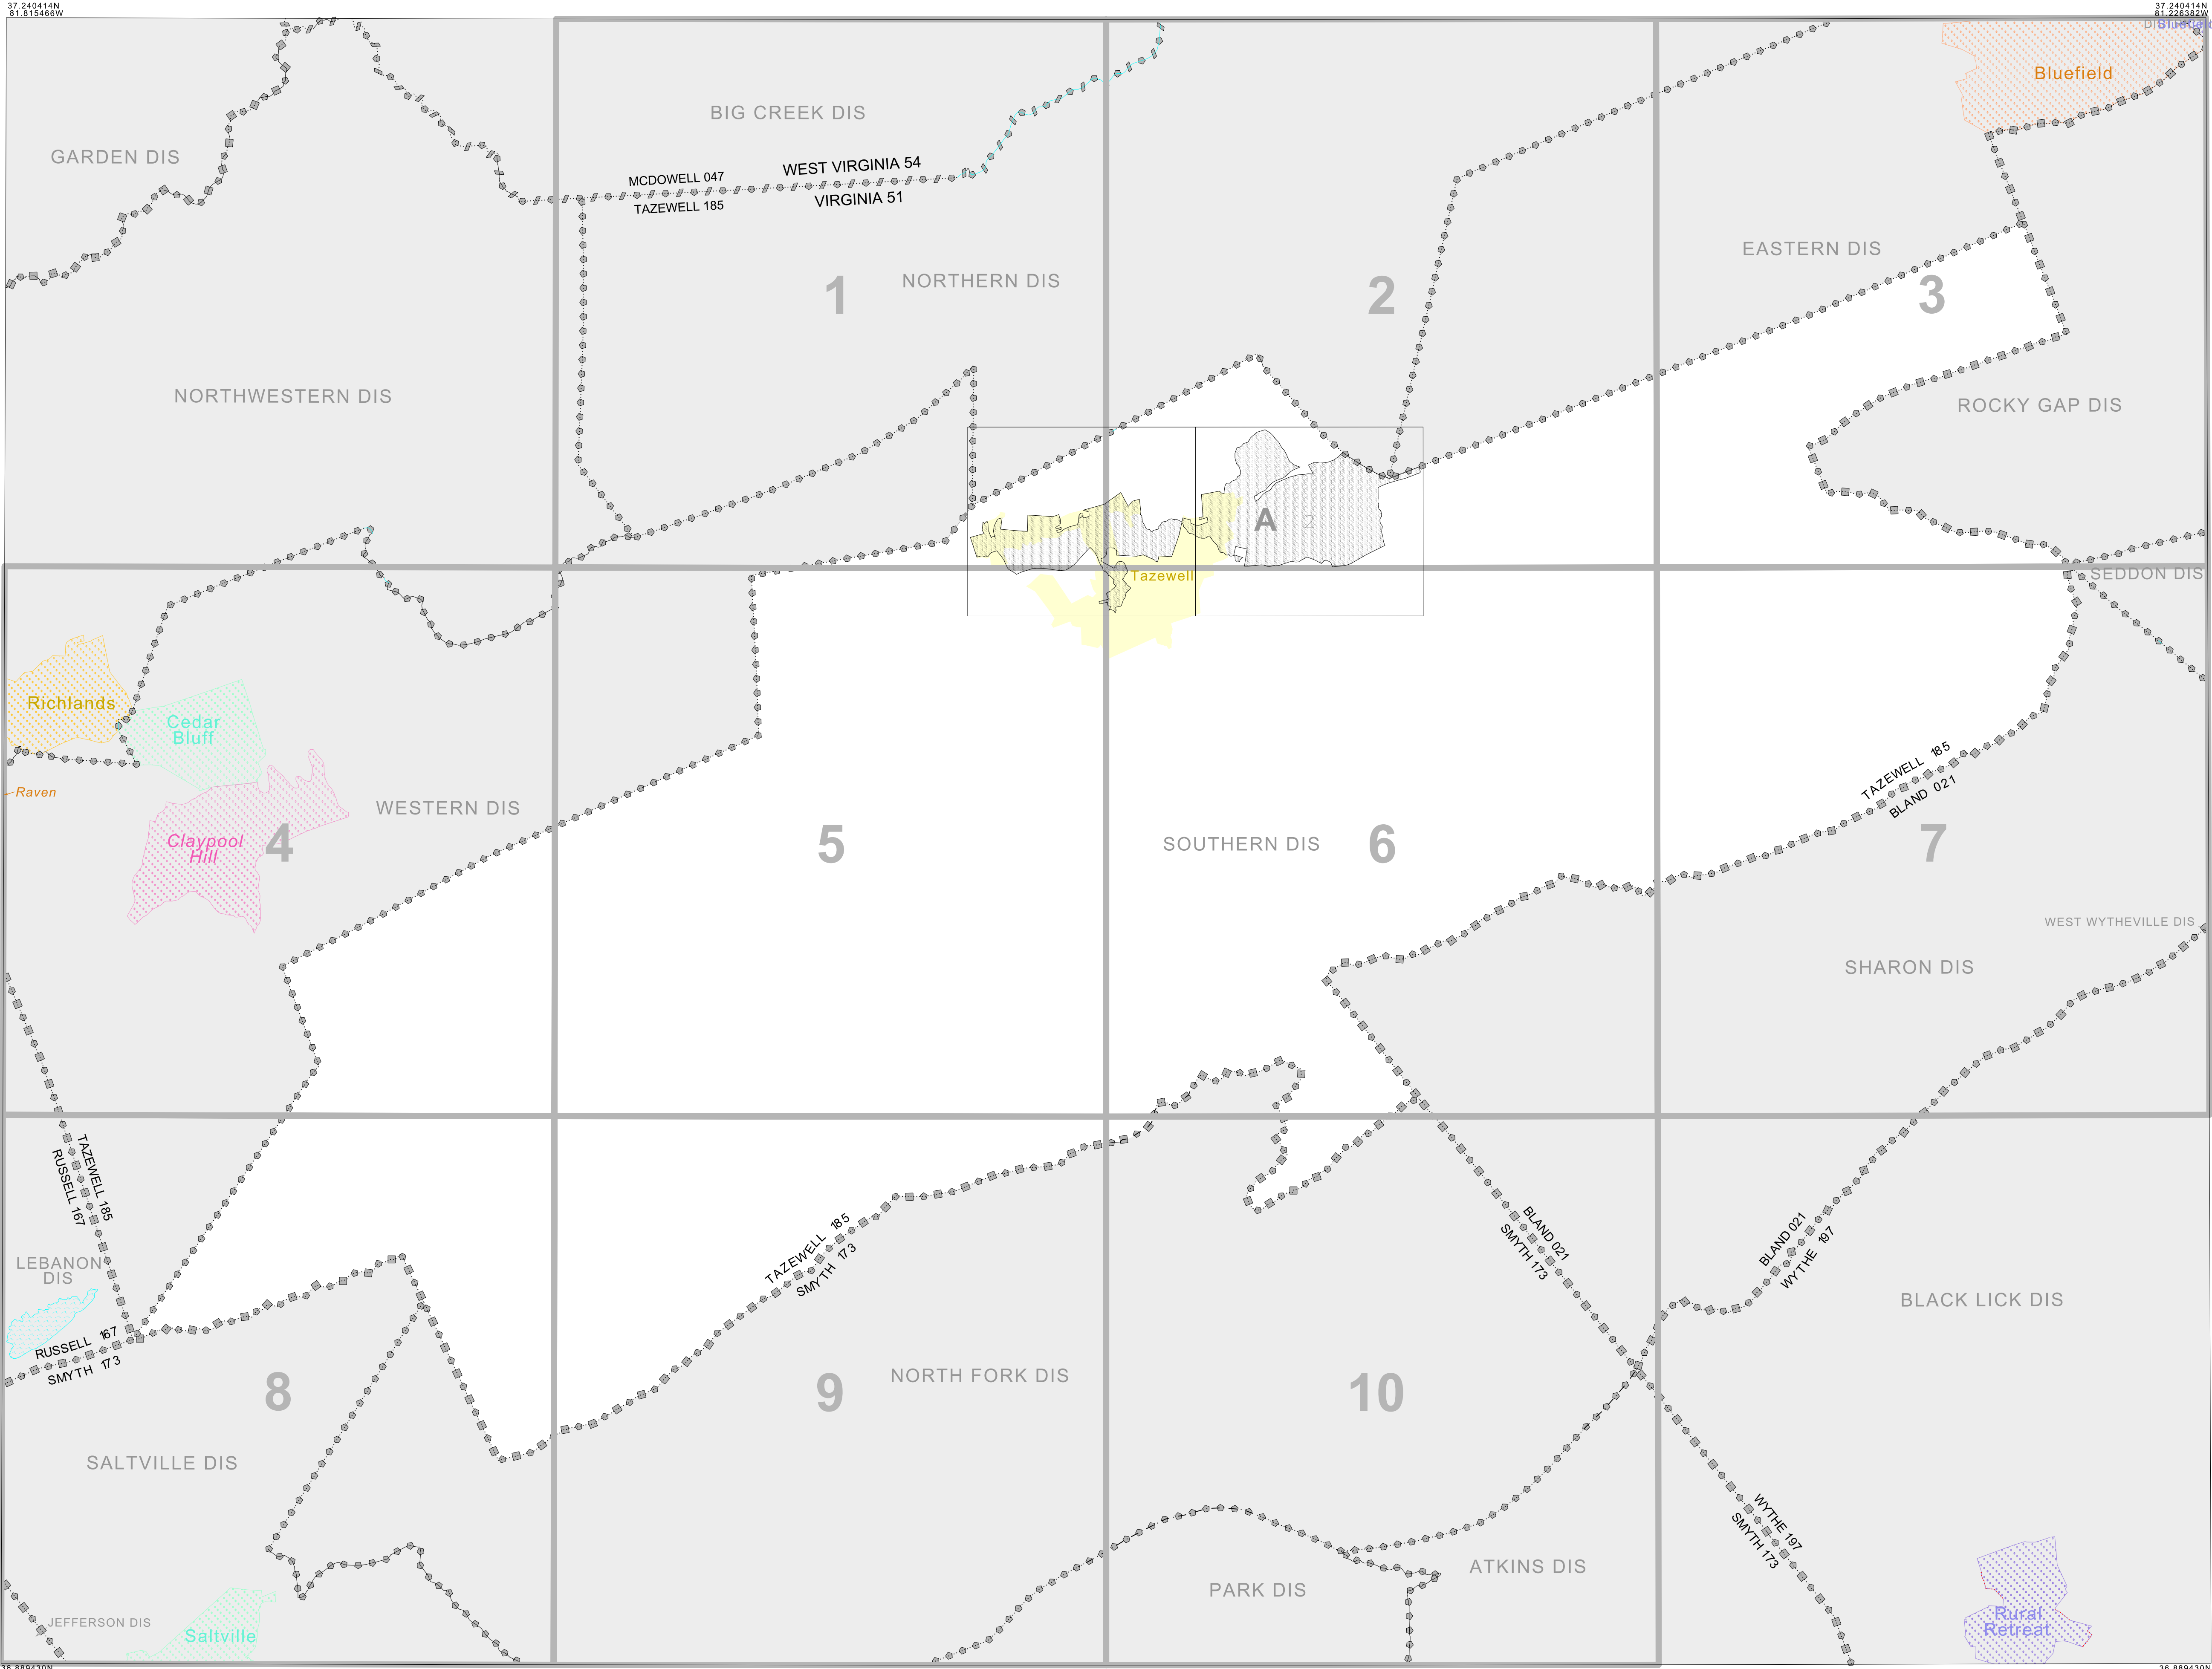 37.240414N
81.815466W
37.240414N
81.226382W
Bluefield
Bluefield
BIG CREEK DIS
GARDEN DIS
MCDOWELL 047
WEST VIRGINIA 54
TAZEWELL 185
VIRGINIA 51
NORTHERN DIS
EASTERN DIS
1
2
3
NORTHWESTERN DIS
ROCKY GAP DIS
A
2
Tazewell
SEDDON DIS
Richlands
Cedar
Bluff
Raven
WESTERN DIS
TAZEWELL 185
BLAND 021
Claypool
Hill
4
5
SOUTHERN DIS
6
7
WEST WYTHEVILLE DIS
SHARON DIS
TAZEWELL 185
RUSSELL 167
TAZEWELL 185
SMYTH 173
BLAND 021
SMYTH 173
BLAND 021
WYTHE 197
LEBANON
DIS
BLACK LICK DIS
RUSSELL 167
SMYTH 173
8
9
NORTH FORK DIS
10
SALTVILLE DIS
WYTHE 197
SMYTH 173
ATKINS DIS
PARK DIS
JEFFERSON DIS
Saltville
Rural
Retreat
36.889430N
36.889430N